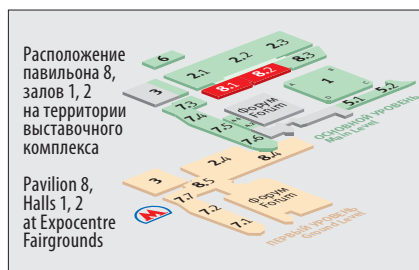 Расположение
павильона 8,
залов 1, 2
на территории
выставочного
комплекса
Pavilion 8,
Halls 1, 2
at Expocentre
Fairgrounds
6
2.1
2.2
2.3
8.1
8.2
8.3
3
1
5.1
5.2
7.3
7.4
7.5
7.6
Форум
Forum
ОСНОВНОЙ УРОВЕНЬ
Main Level
3
2.4
8.4
8.5
7.7
7.2
7.1
Форум
Forum
ПЕРВЫЙ УРОВЕНЬ
Ground Level
М